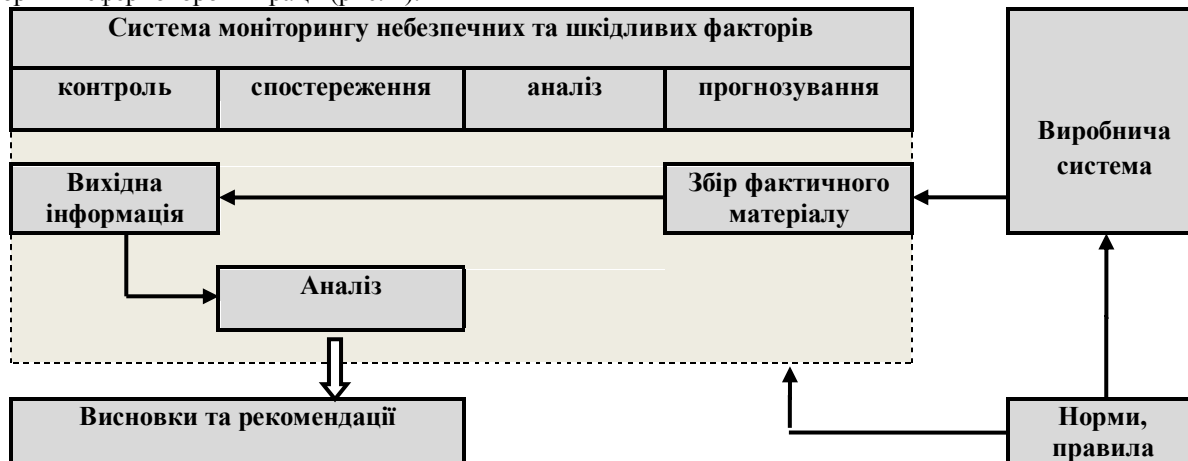 Система моніторингу небезпечних та шкідливих факторів
контроль
спостереження
аналіз
прогнозування
Виробнича
система
Вихідна
інформація
Збір фактичного
матеріалу
Аналіз
Висновки та рекомендації
Норми,
правила